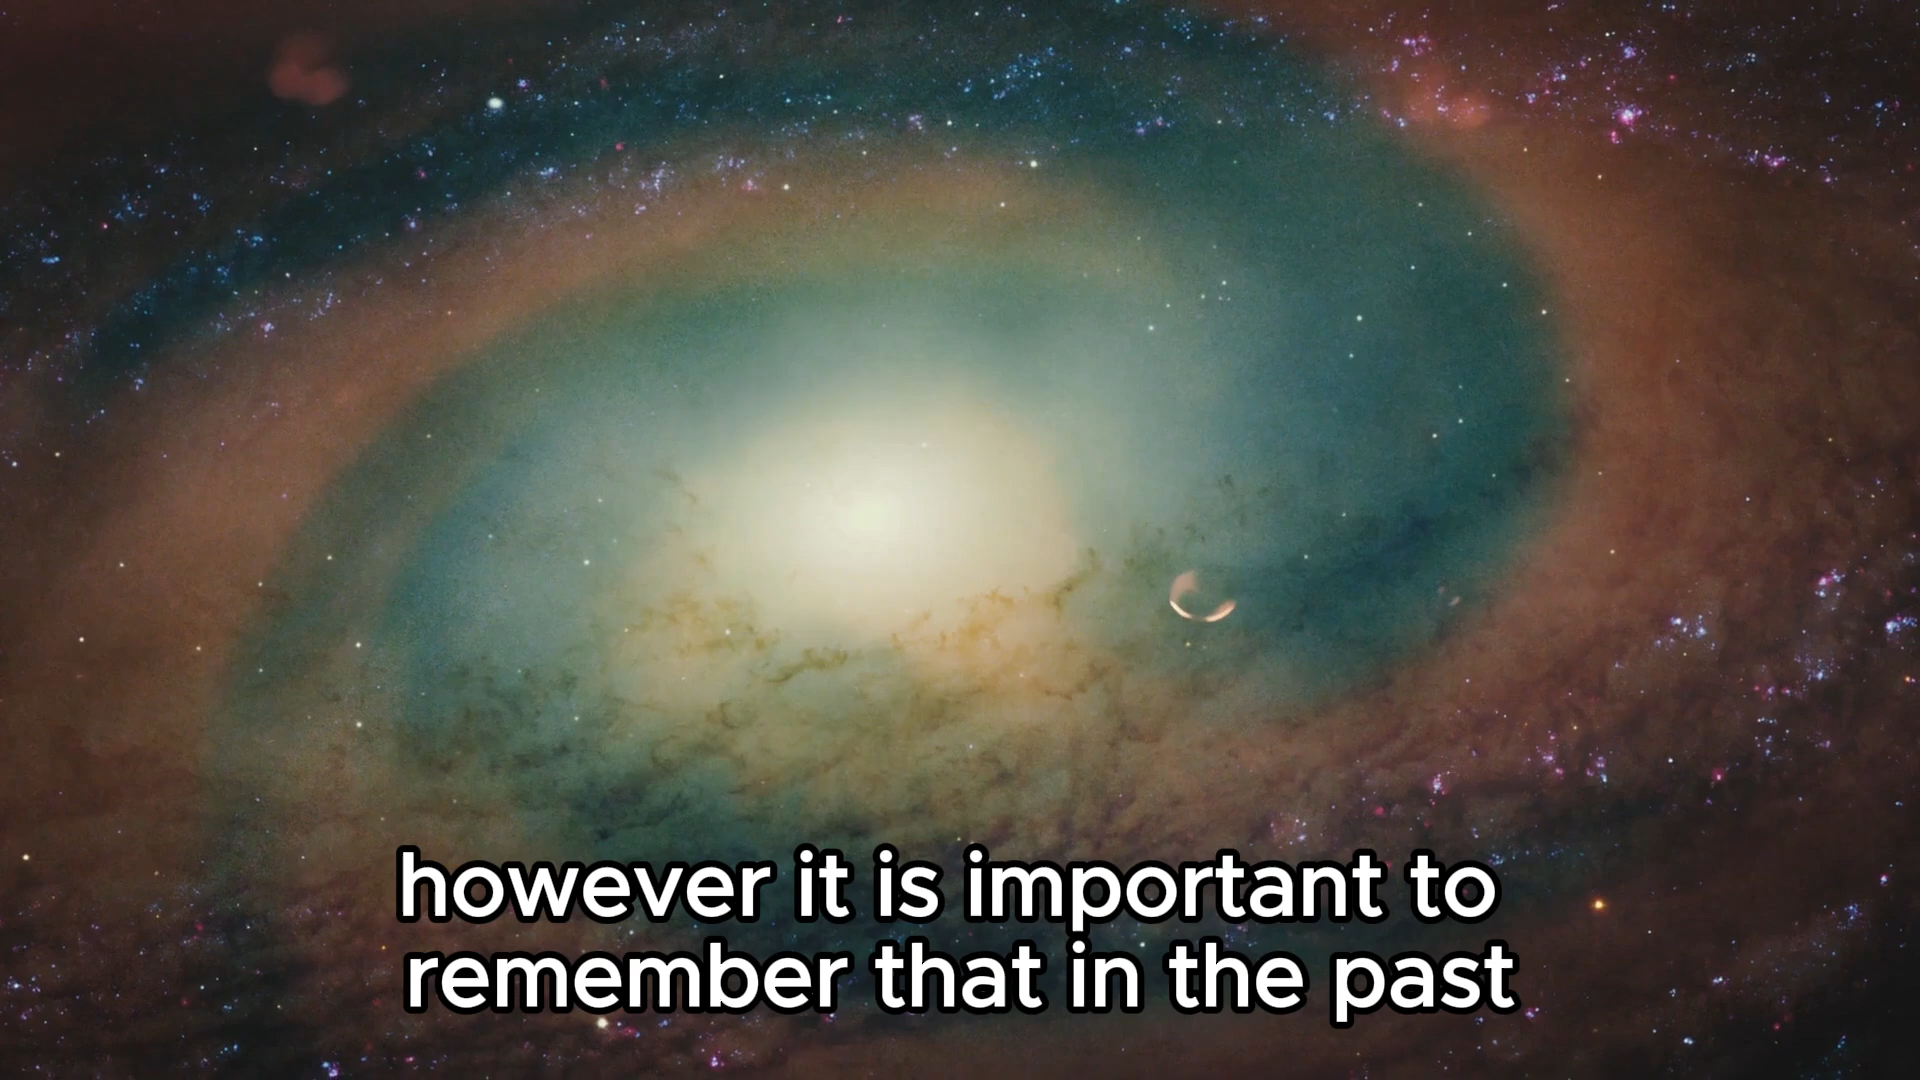 however it is important to
remember that in the past